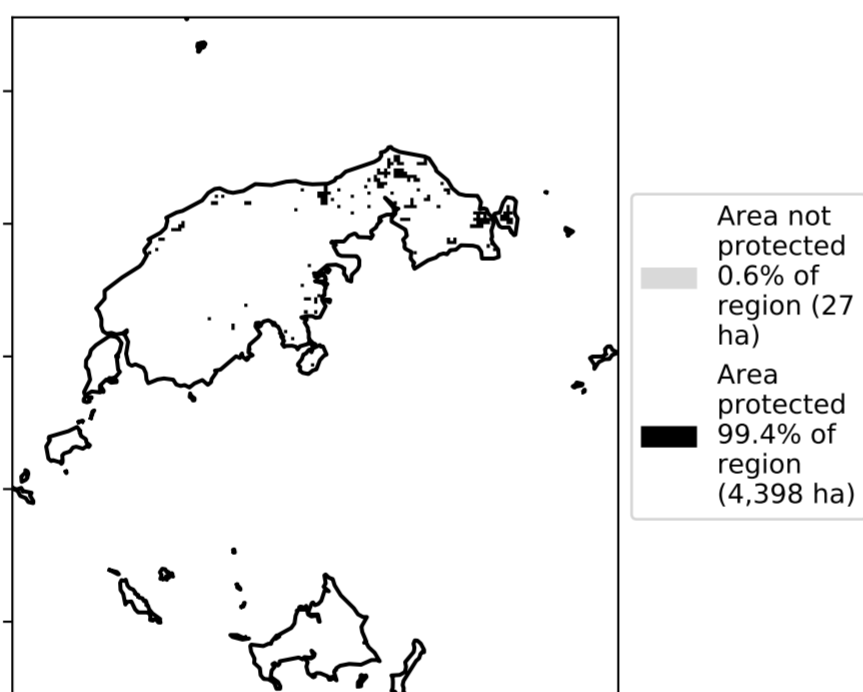 Area not
protected
0.6% of
region (27
ha)
Area
protected
99.4% of
region
(4,398 ha)